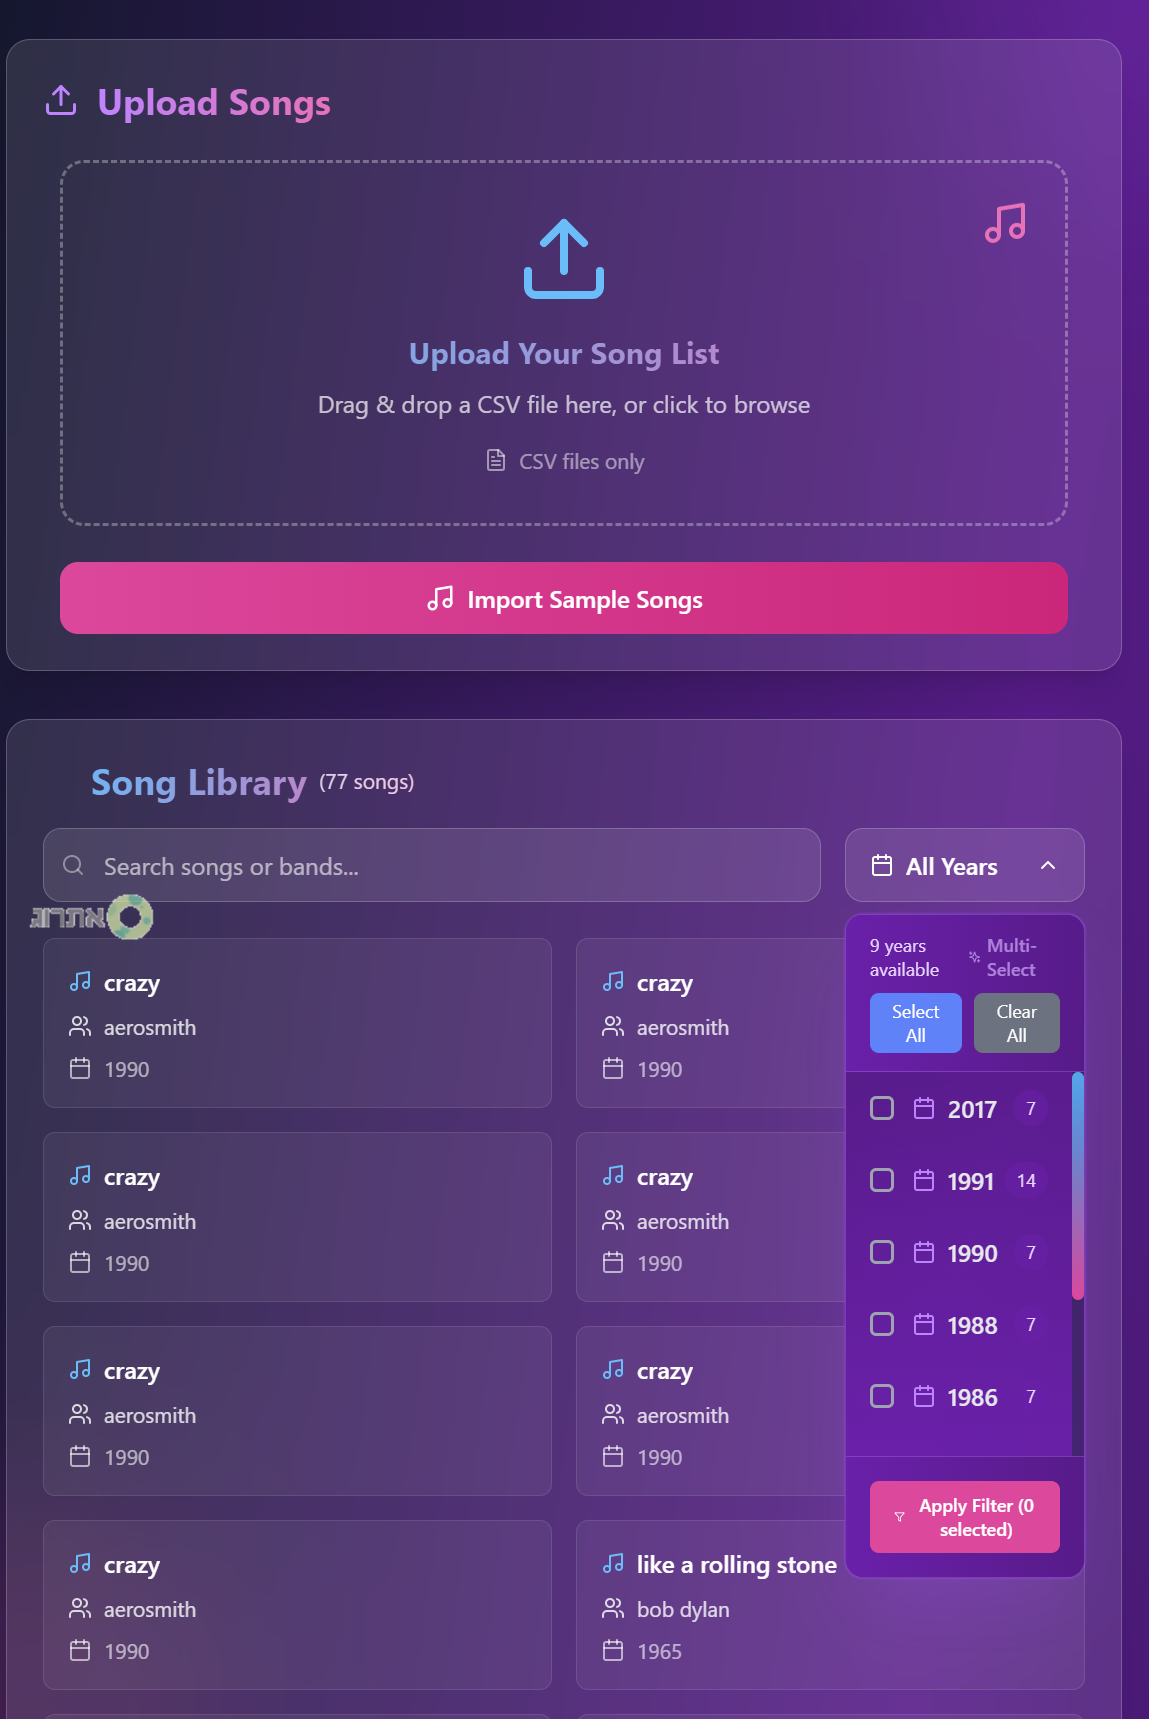 Upload Songs
Upload Your Song List
Drag & drop a CSV file here, or click to browse
CSV files only
Import Sample Songs
Song Library (77 songs)
Search songs or bands...
All Years
9 years
available
Multi-
Select
Select
All
Clear
All
2017 7
1991 14
1990 7
1988 7
1986 7
Apply Filter (0
selected)
crazy
aerosmith
1990
crazy
aerosmith
1990
crazy
aerosmith
1990
crazy
aerosmith
1990
crazy
aerosmith
1990
crazy
aerosmith
1990
crazy
aerosmith
1990
like a rolling stone
bob dylan
1965